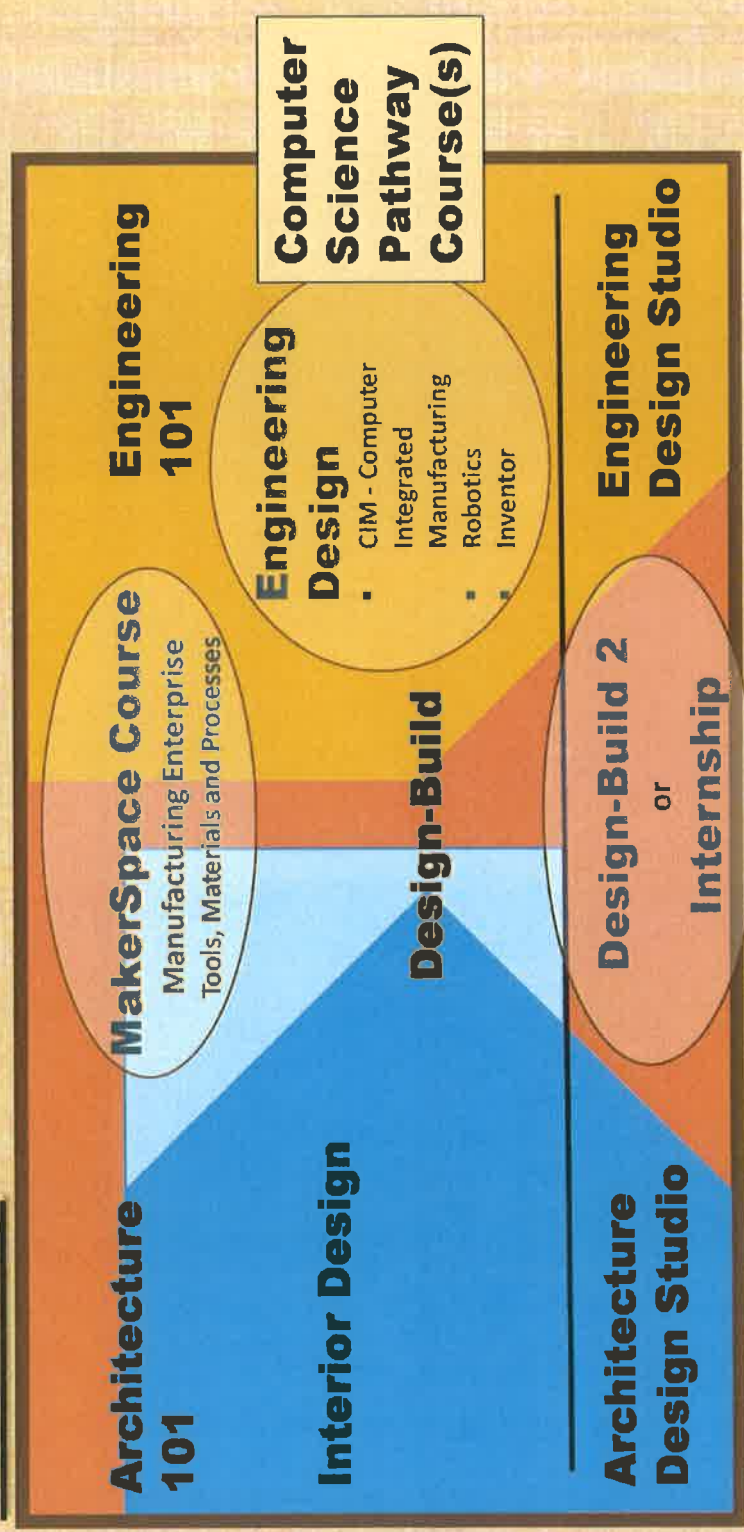 Architecture
101
MakerSpace Course
Manufacturing Enterprise
Tools, Materials and Processes
Engineering
101
Interior Design
Design-Build
Engineering
Design
▪ CIM - Computer
Integrated
Manufacturing
▪ Robotics
▪ Inventor
Computer
Science
Pathway
Course(s)
Architecture
Design Studio
Design-Build 2
or
Internship
Engineering
Design Studio